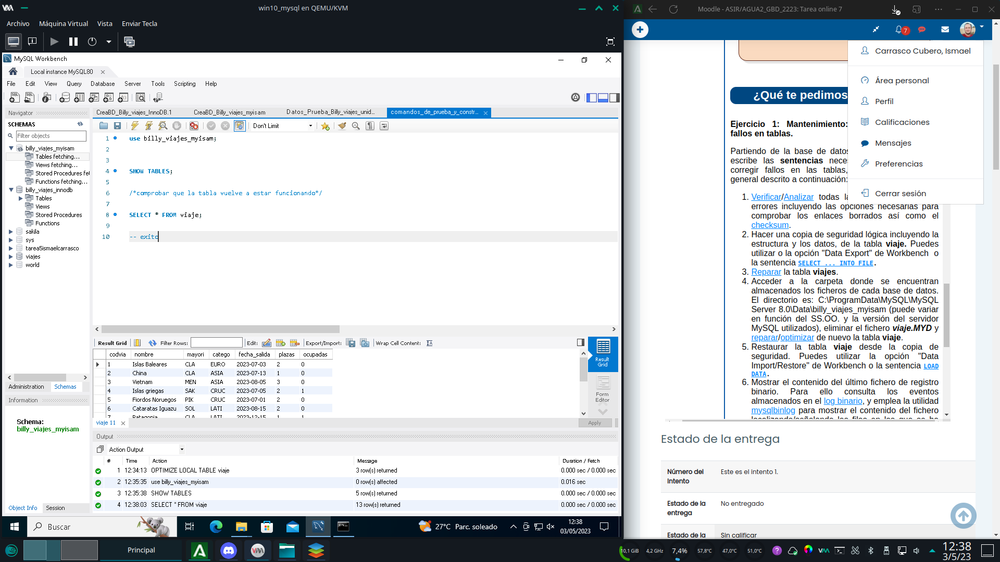 win10_mysql en QEMU/KVM
Archivo Máquina Virtual Vista Enviar Tecla
MySQL Workbench
Local instance MySQL80
File Edit View Query Database Server Tools Scripting Help
Navigator
SCHEMAS
Filter objects
billy_viajes_myisam
Tables fetching...
Views fetching...
Stored Procedures fet
Functions fetching...
billy_viajes_innodb
Tables
Views
Stored Procedures
Functions
sakila
sys
tarea5ismaelcarrasco
viajes
world
Administration Schemas
Information
Schema:
billy_viajes_myisam
Object Info Session
CreaBD_Billy_viajes_InnoDB.1 CreaBD_Billy_viajes_myisam Datos_Prueba_Billy_viajes_unid... comandos_de_prueba_y_constr...
Don't Limit
1 use billy_viajes_myisam;
2
3
4 SHOW TABLES;
5
6 /*comprobar que la tabla vuelve a estar funcionando*/
7
8 SELECT * FROM viaje;
9
10 -- exito
Result Grid Filter Rows: Edit: Export/Import: Wrap Cell Content:
codvia nombre mayori catego fecha_salida plazas ocupadas
1 Islas Baleares CLA EURO 2023-07-03 2 0
2 China CLA ASIA 2023-07-13 1 0
3 Vietnam MEN ASIA 2023-08-05 3 0
4 Islas griegas SAK CRUC 2023-07-05 2 1
5 Fiordos Noruegos PIK CRUC 2023-07-01 2 0
6 Cataratas Iguazu SOL LATI 2023-08-15 2 0
7 Patagonia CLA LATI 2023-12-15 1 1
Result
Grid
Form
Editor
viaje 11
Apply
Output
Action Output
# Time Action Message Duration / Fetch
1 12:34:13 OPTIMIZE LOCAL TABLE viaje 3 row(s) returned 0.000 sec / 0.000 sec
2 12:35:35 use billy_viajes_myisam 0 row(s) affected 0.016 sec
3 12:35:38 SHOW TABLES 5 row(s) returned 0.000 sec / 0.000 sec
4 12:38:03 SELECT * FROM viaje 13 row(s) returned 0.000 sec / 0.000 sec
Buscar
27°C Parc. soleado
12:38
03/05/2023
Moodle - ASIR/AGUA2_GBD_2223: Tarea online 7
7
Carrasco Cubero, Ismael
Área personal
Perfil
Calificaciones
Mensajes
Preferencias
Cerrar sesión
¿Qué te pedimos
Ejercicio 1: Mantenimiento:
fallos en tablas.
Partiendo de la base de datos
escribe las sentencias nece
corregir fallos en las tablas,
general descrito a continuación:
1. Verificar/Analizar todas la
errores incluyendo las opciones necesarias para
comprobar los enlaces borrados así como el
checksum.
2. Hacer una copia de seguridad lógica incluyendo la
estructura y los datos, de la tabla viaje. Puedes
utilizar o la opción "Data Export" de Workbench o
la sentencia SELECT ... INTO FILE.
3. Reparar la tabla viajes.
4. Acceder a la carpeta donde se encuentran
almacenados los ficheros de cada base de datos.
El directorio es: C:\ProgramData\MySQL\MySQL
Server 8.0\Data\billy_viajes_myisam (puede variar
en función del SS.OO. y la versión del servidor
MySQL utilizados), eliminar el fichero viaje.MYD y
reparar/optimizar de nuevo la tabla viaje.
5. Restaurar la tabla viaje desde la copia de
seguridad. Puedes utilizar la opción "Data
Import/Restore" de Workbench o la sentencia LOAD
DATA.
6. Mostrar el contenido del último fichero de registro
binario. Para ello consulta los eventos
almacenados en el log binario, y emplea la utilidad
mysqlbinlog para mostrar el contenido del fichero
Estado de la entrega
Número del
Intento
Este es el intento 1.
Estado de la
entrega
No entregado
Estado de la
Sin calificar
Principal
10,1 GiB 4,2 GHz 7,4% 57,8°C 47,0°C 51,0°C
12:38
3/5/23